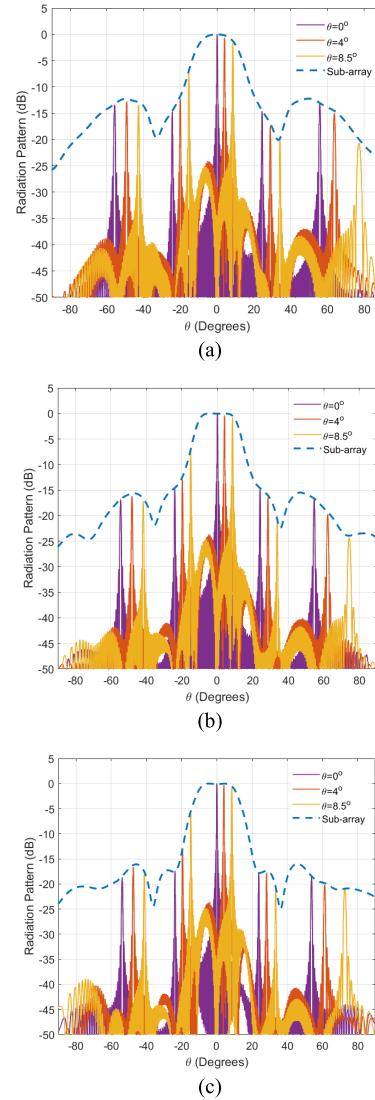 5
0
-5
-10
-15
-20
-25
-30
-35
-40
-45
-50
Radiation Pattern (dB)
θ=0°
θ=4°
θ=8.5°
Sub-array
-80 -60 -40 -20 0 20 40 60 80
θ (Degrees)
(a)
5
0
-5
-10
-15
-20
-25
-30
-35
-40
-45
-50
Radiation Pattern (dB)
θ=0°
θ=4°
θ=8.5°
Sub-array
-80 -60 -40 -20 0 20 40 60 80
θ (Degrees)
(b)
5
0
-5
-10
-15
-20
-25
-30
-35
-40
-45
-50
Radiation Pattern (dB)
θ=0°
θ=4°
θ=8.5°
Sub-array
-80 -60 -40 -20 0 20 40 60 80
θ (Degrees)
(c)